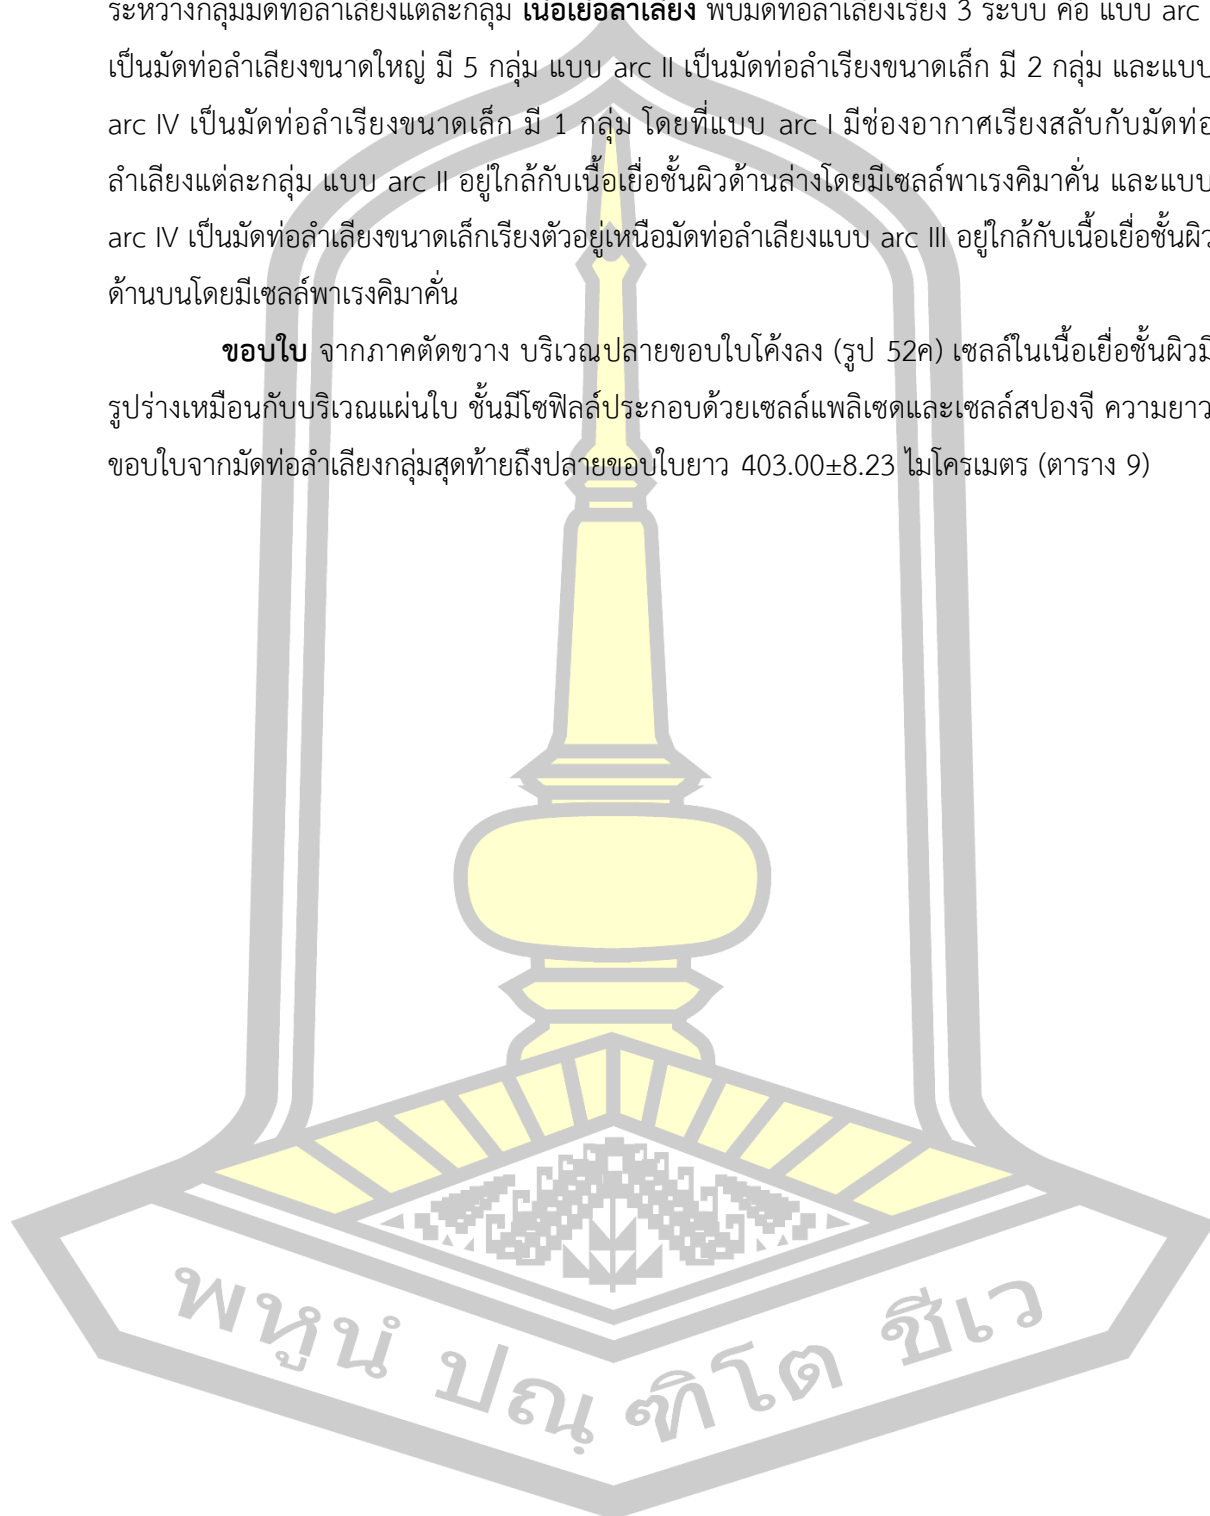 ระหว่างกลุ่มมัดท่อลำเลียงแต่ละกลุ่ม เนื้อเยื่อลำเลียง พบมัดท่อลำเลียงเรียง 3 ระบบ คือ แบบ arc
เป็นมัดท่อลำเลียงขนาดใหญ่ มี 5 กลุ่ม แบบ arc II เป็นมัดท่อลำเรียงขนาดเล็ก มี 2 กลุ่ม และแบบ
arc IV เป็นมัดท่อลำเรียงขนาดเล็ก มี 1 กลุ่ม โดยที่แบบ arc I มีช่องอากาศเรียงสลับกับมัดท่อ
ลำเลียงแต่ละกลุ่ม แบบ arc II อยู่ใกล้กับเนื้อเยื่อชั้นผิวด้านล่างโดยมีเซลล์พาเรงคิมาคั่น และแบบ
arc IV เป็นมัดท่อลำเลียงขนาดเล็กเรียงตัวอยู่เหนือมัดท่อลำเลียงแบบ arc III อยู่ใกล้กับเนื้อเยื่อชั้นผิว
ด้านบนโดยมีเซลล์พาเรงคิมาคั่น
ขอบใบ จากภาคตัดขวาง บริเวณปลายขอบใบโค้งลง (รูป 52ค) เซลล์ในเนื้อเยื่อชั้นผิวมี
รูปร่างเหมือนกับบริเวณแผ่นใบ ชั้นมีโซฟิลล์ประกอบด้วยเซลล์แพลิเซดและเซลล์สปองจี ความยาว
ขอบใบจากมัดท่อลำเลียงกลุ่มสุดท้ายถึงปลายขอบใบยาว 403.00±8.23 ไมโครเมตร (ตาราง 9)
พหูนํ ปณฺฑิโต ชีเว